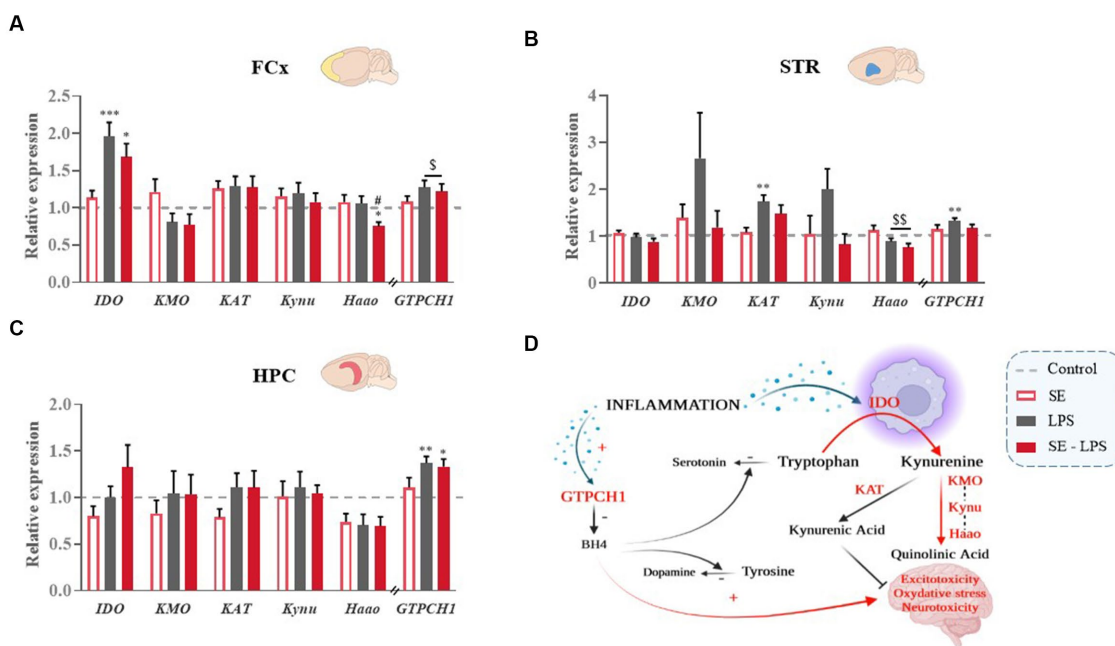 A
FCx
Relative expression
2.5
2.0
1.5
1.0
0.5
0.0
***
*
#
*
$
IDO
KMO
KAT
Kynu
Haao
GTPCH1
B
STR
Relative expression
4
3
2
1
0
**
$$
**
IDO
KMO
KAT
Kynu
Haao
GTPCH1
C
HPC
Relative expression
2.0
1.5
1.0
0.5
0.0
**
*
IDO
KMO
KAT
Kynu
Haao
GTPCH1
D
INFLAMMATION
IDO
+
Serotonin
-
Tryptophan
Kynurenine
GTPCH1
KAT
KMO
Kynu
Haao
-
BH4
Kynurenic Acid
Quinolinic Acid
Dopamine
-
Tyrosine
+
Excitotoxicity
Oxydative stress
Neurotoxicity
Control
SE
LPS
SE - LPS